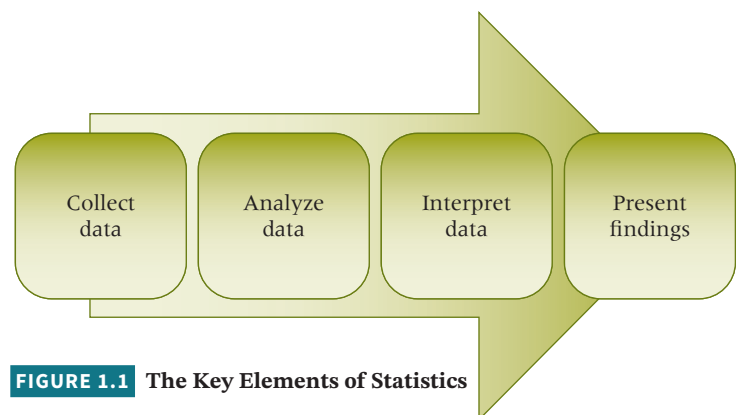 Collect
data
Analyze
data
Interpret
data
Present
findings
FIGURE 1.1 The Key Elements of Statistics